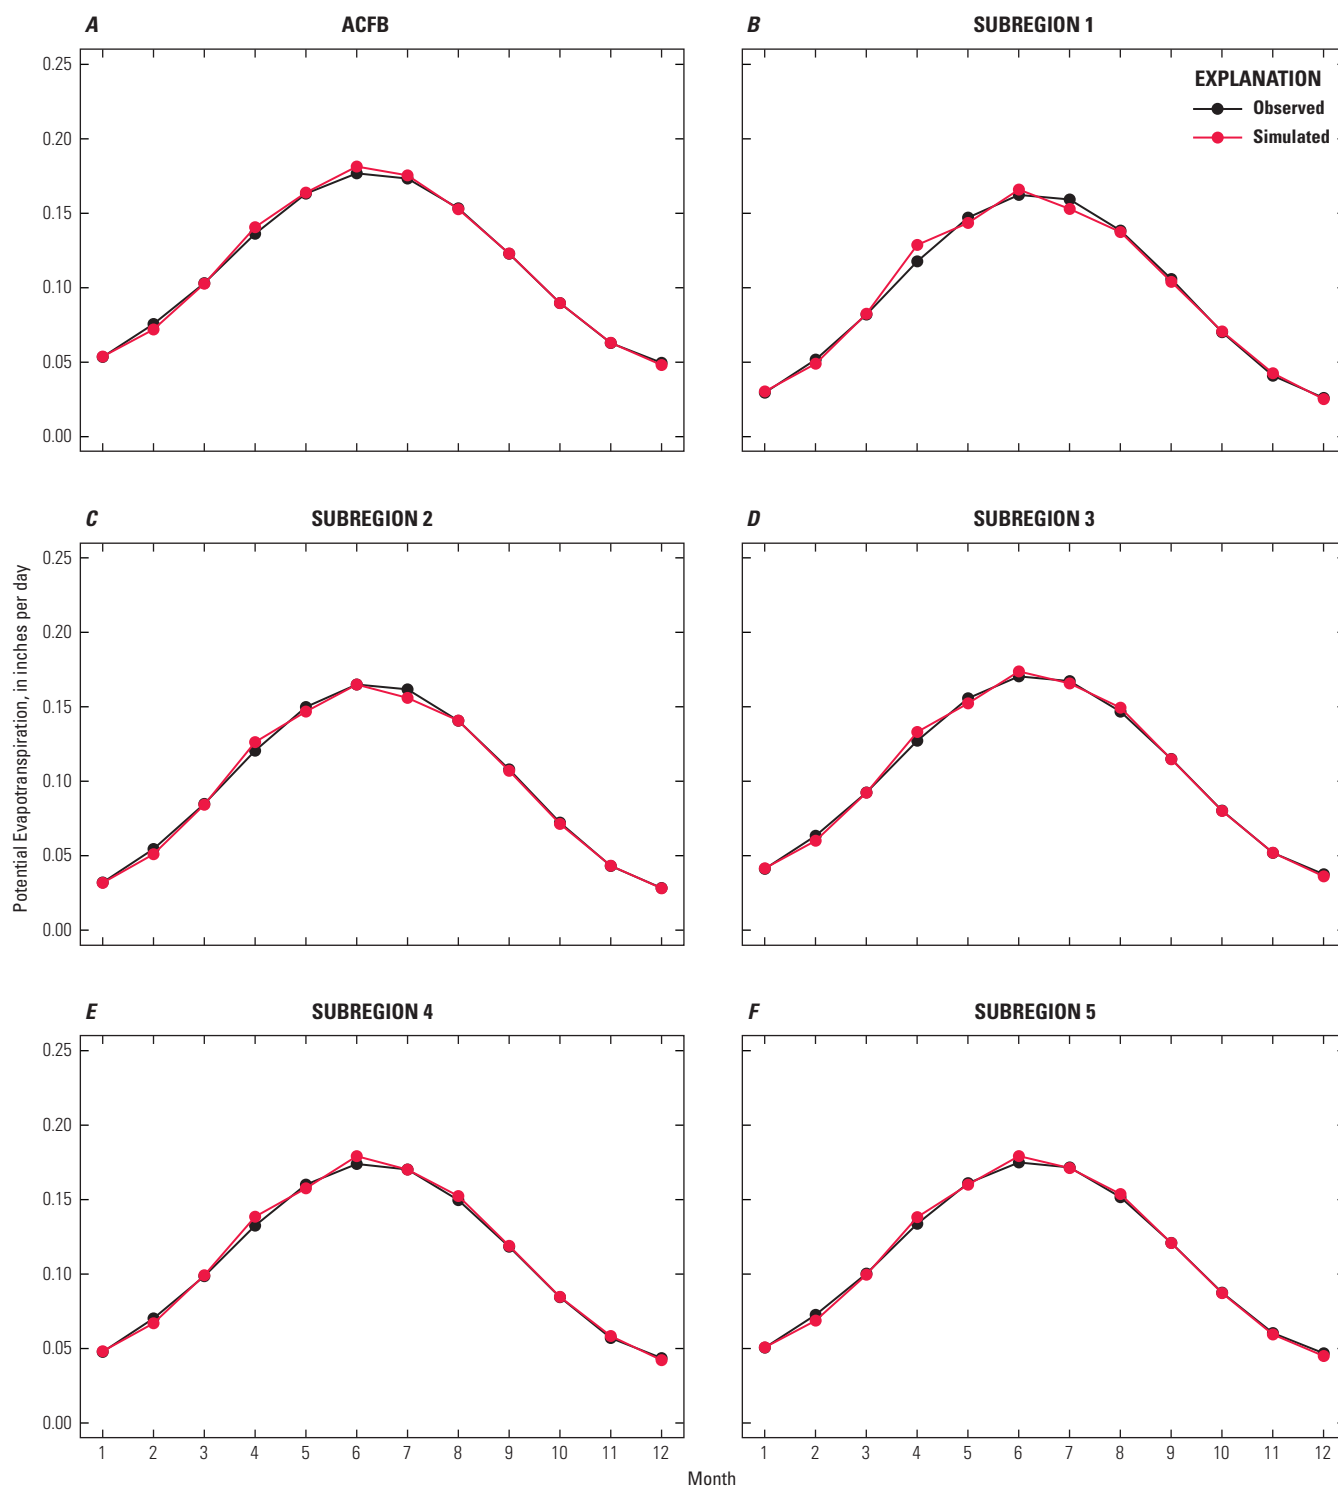 A ACFB
0.25
0.20
0.15
0.10
0.05
0.00
B SUBREGION 1
EXPLANATION
Observed
Simulated
C SUBREGION 2
0.25
0.20
0.15
0.10
0.05
0.00
D SUBREGION 3
Potential Evapotranspiration, in inches per day
E SUBREGION 4
0.25
0.20
0.15
0.10
0.05
0.00
1 2 3 4 5 6 7 8 9 10 11 12
F SUBREGION 5
1 2 3 4 5 6 7 8 9 10 11 12
Month